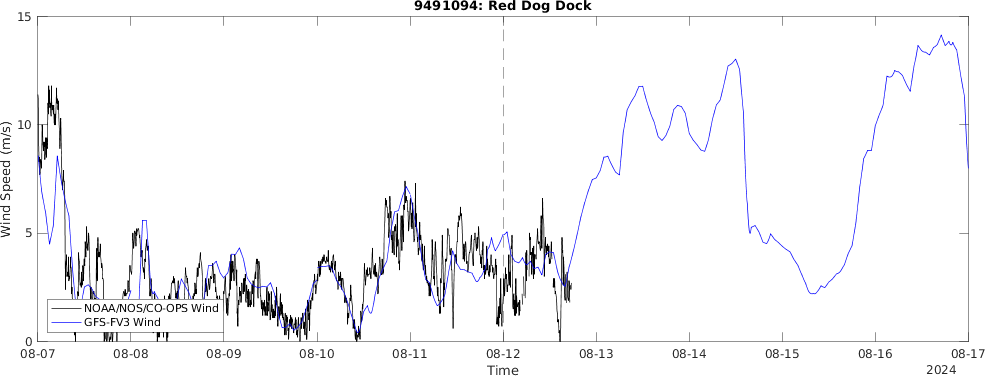 9491094: Red Dog Dock
15
10
5
0
Wind Speed (m/s)
NOAA/NOS/CO-OPS Wind
GFS-FV3 Wind
08-07 08-08 08-09 08-10 08-11 08-12 08-13 08-14 08-15 08-16 08-17
Time
2024